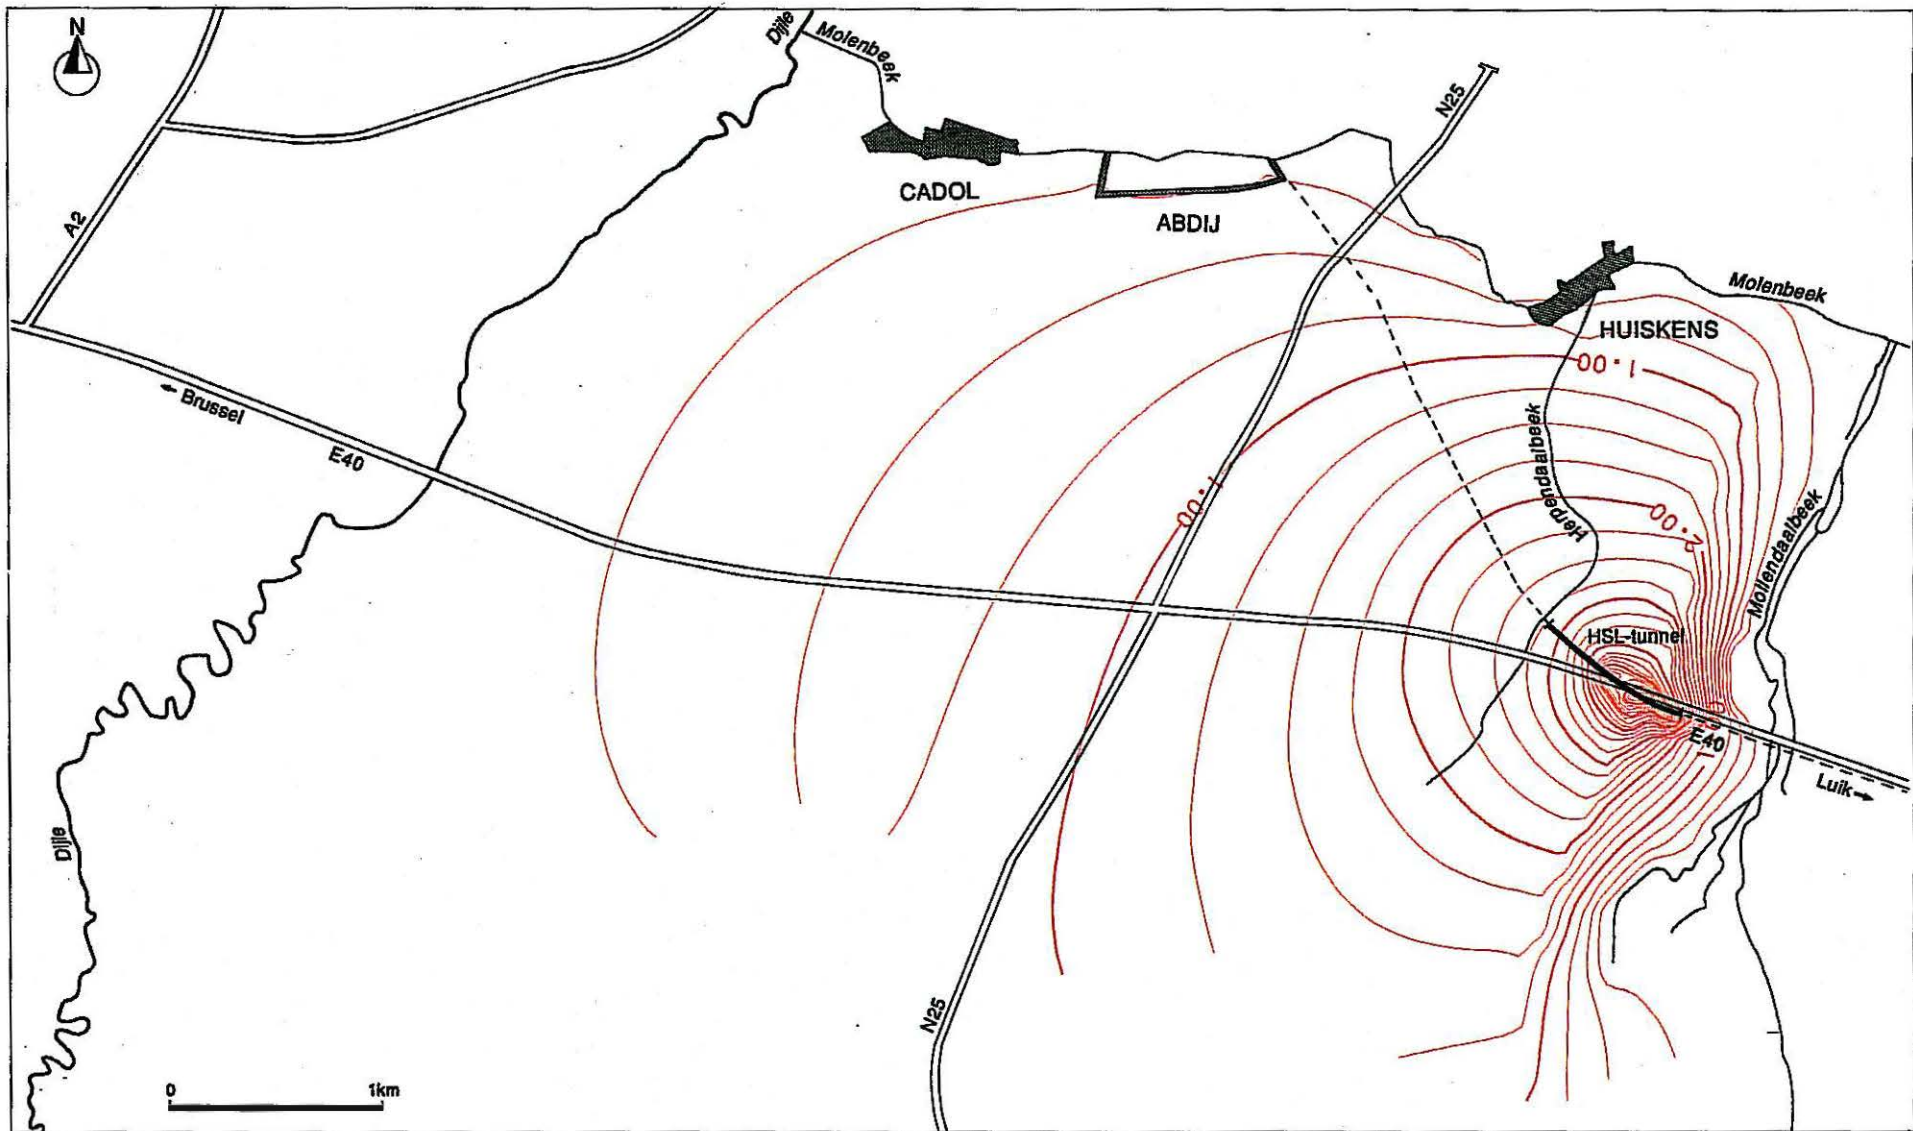 N
Dijle
Molenbeek
N25
A2
CADOL
ABDIJ
Molenbeek
HUISKENS
1.00
← Brussel
E40
Herpendaalbeek
1.00
2.00
Mollendaalbeek
HSL-tunnel
E40
Luik →
Dijle
N25
0 1km